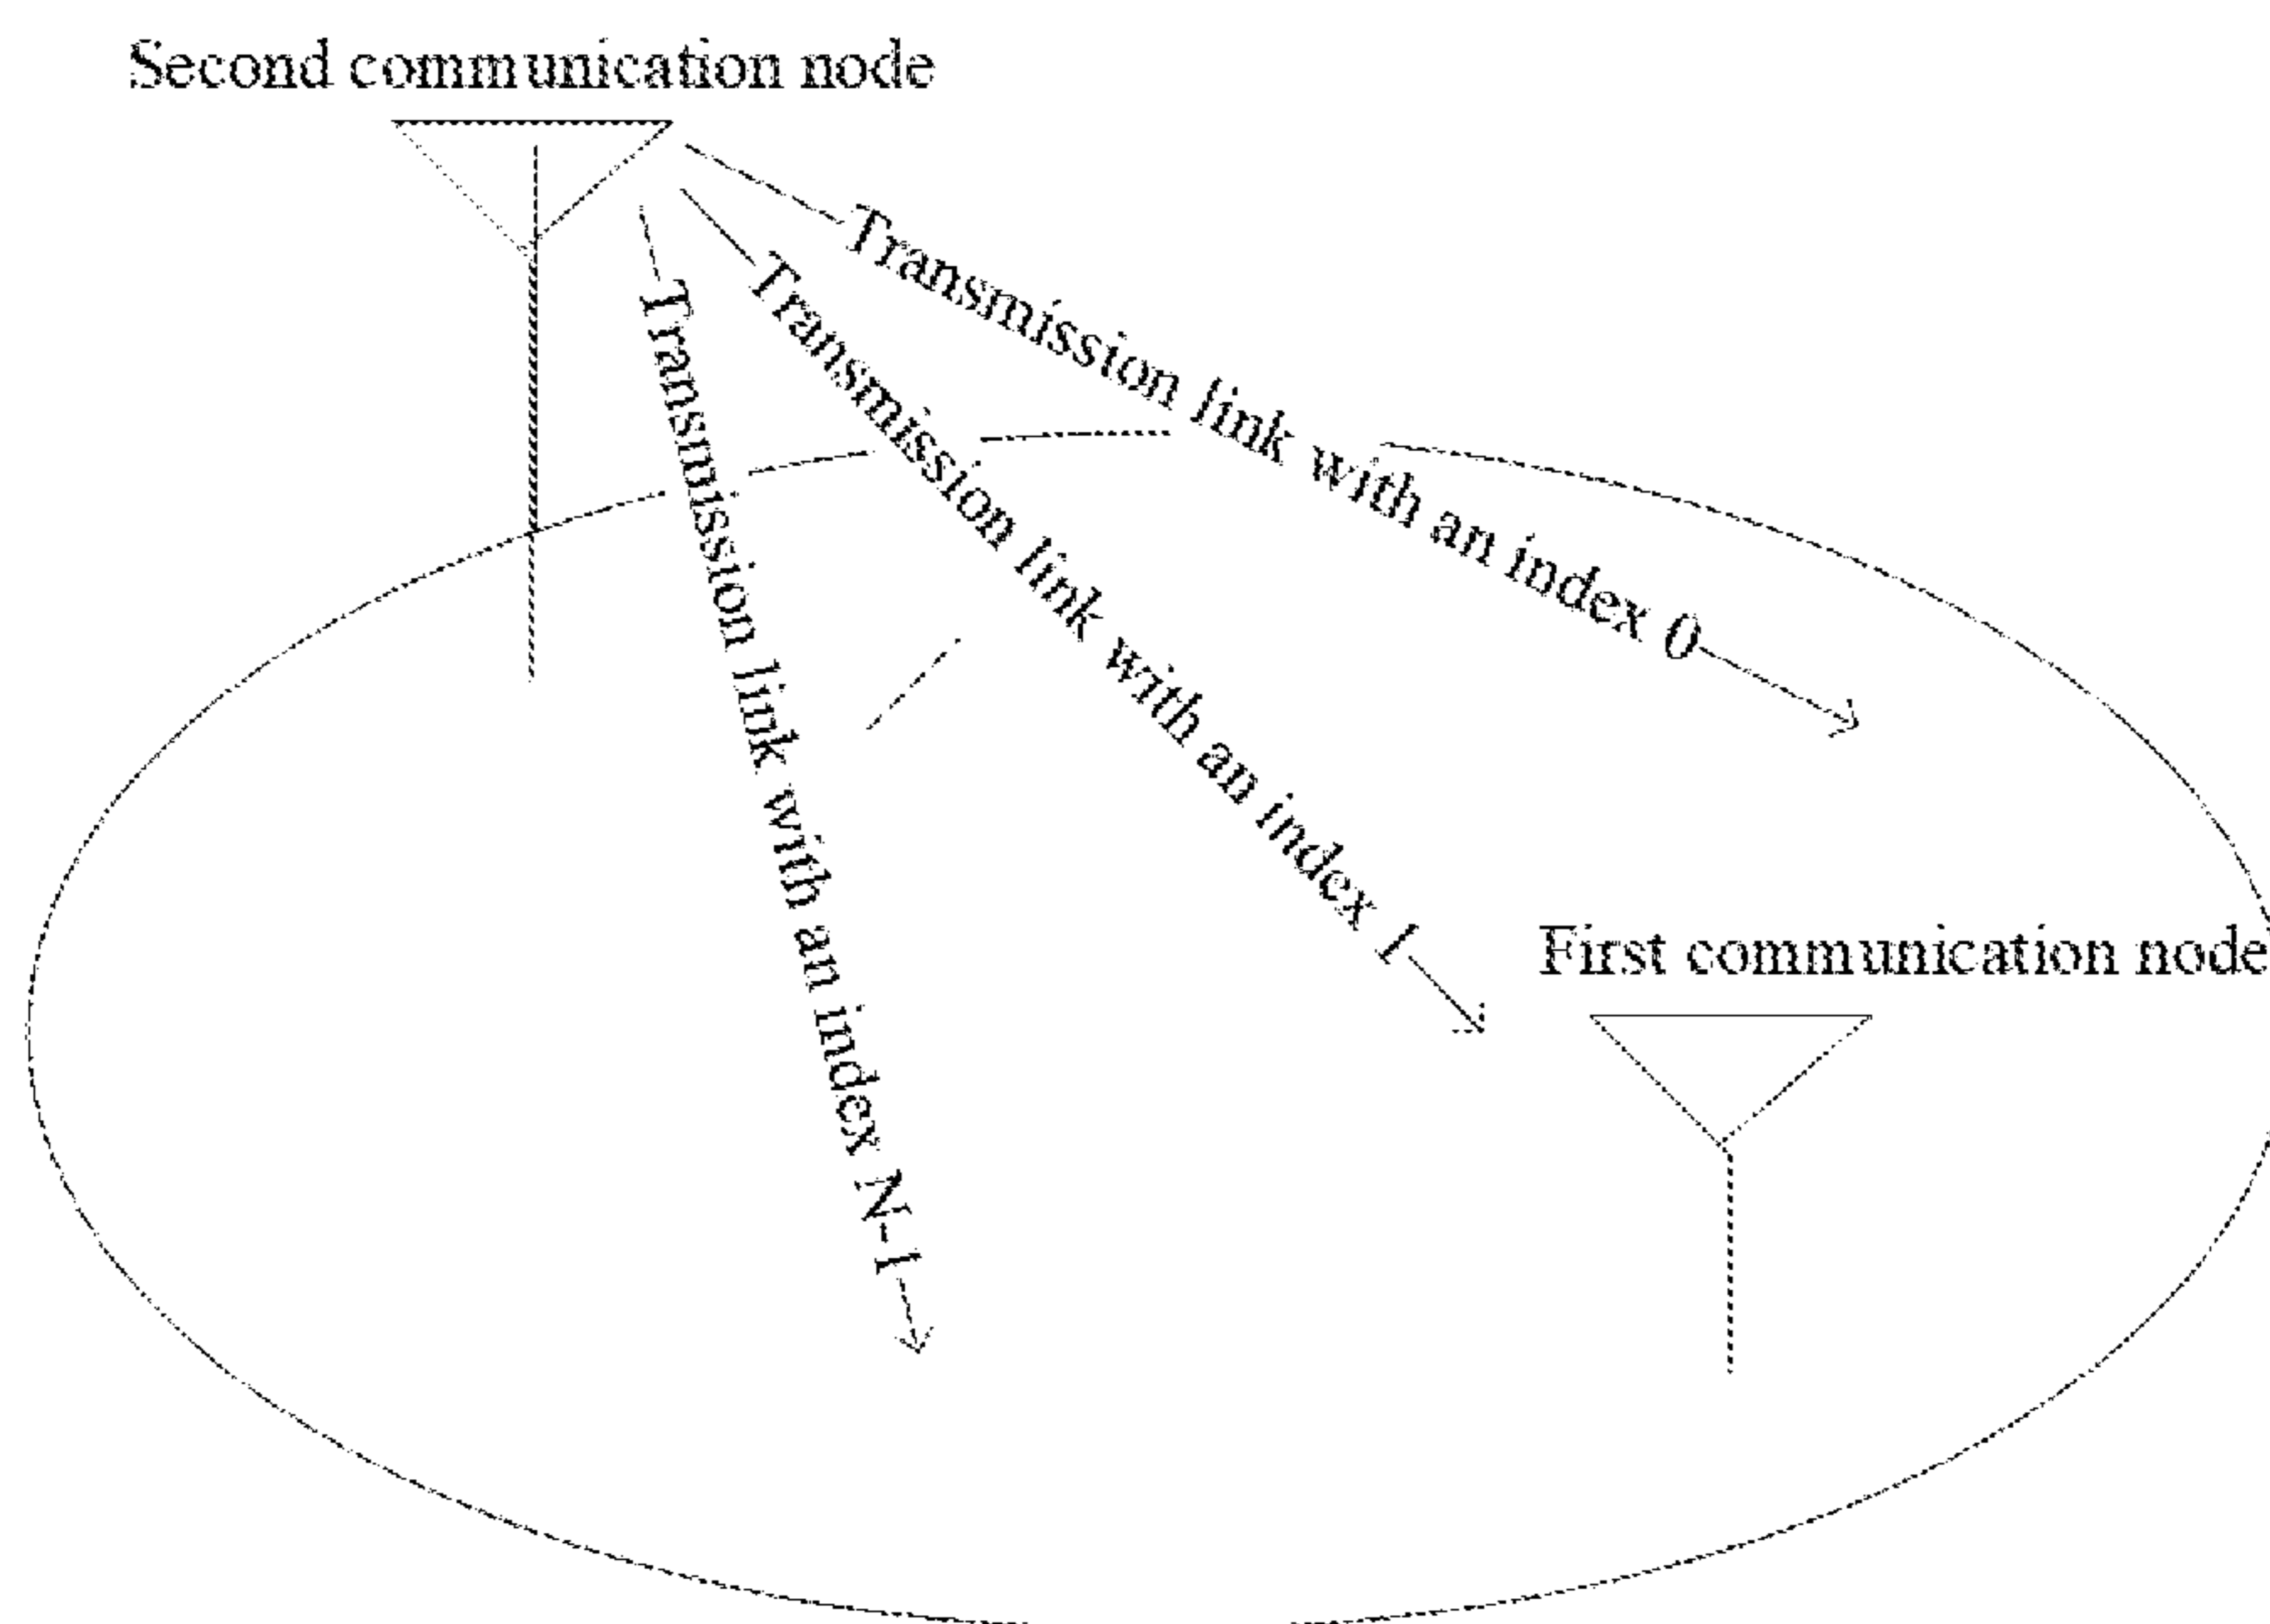 Second communication node
Transmission link with an index 0
Transmission link with an index 1
Transmission link with an index N-1
First communication node